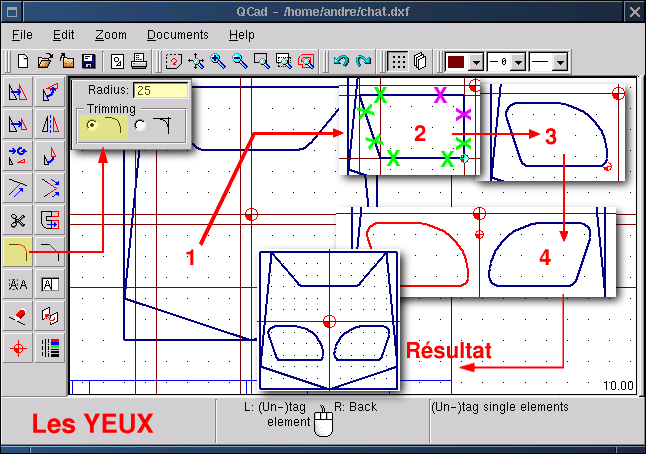 QCad - /home/andre/chat.dxf
File Edit Zoom Documents Help
0
Radius: 25
Trimming
1
2
3
4
Résultat
10.00
Les YEUX
L: (Un-)tag element
R: Back
(Un-)tag single elements